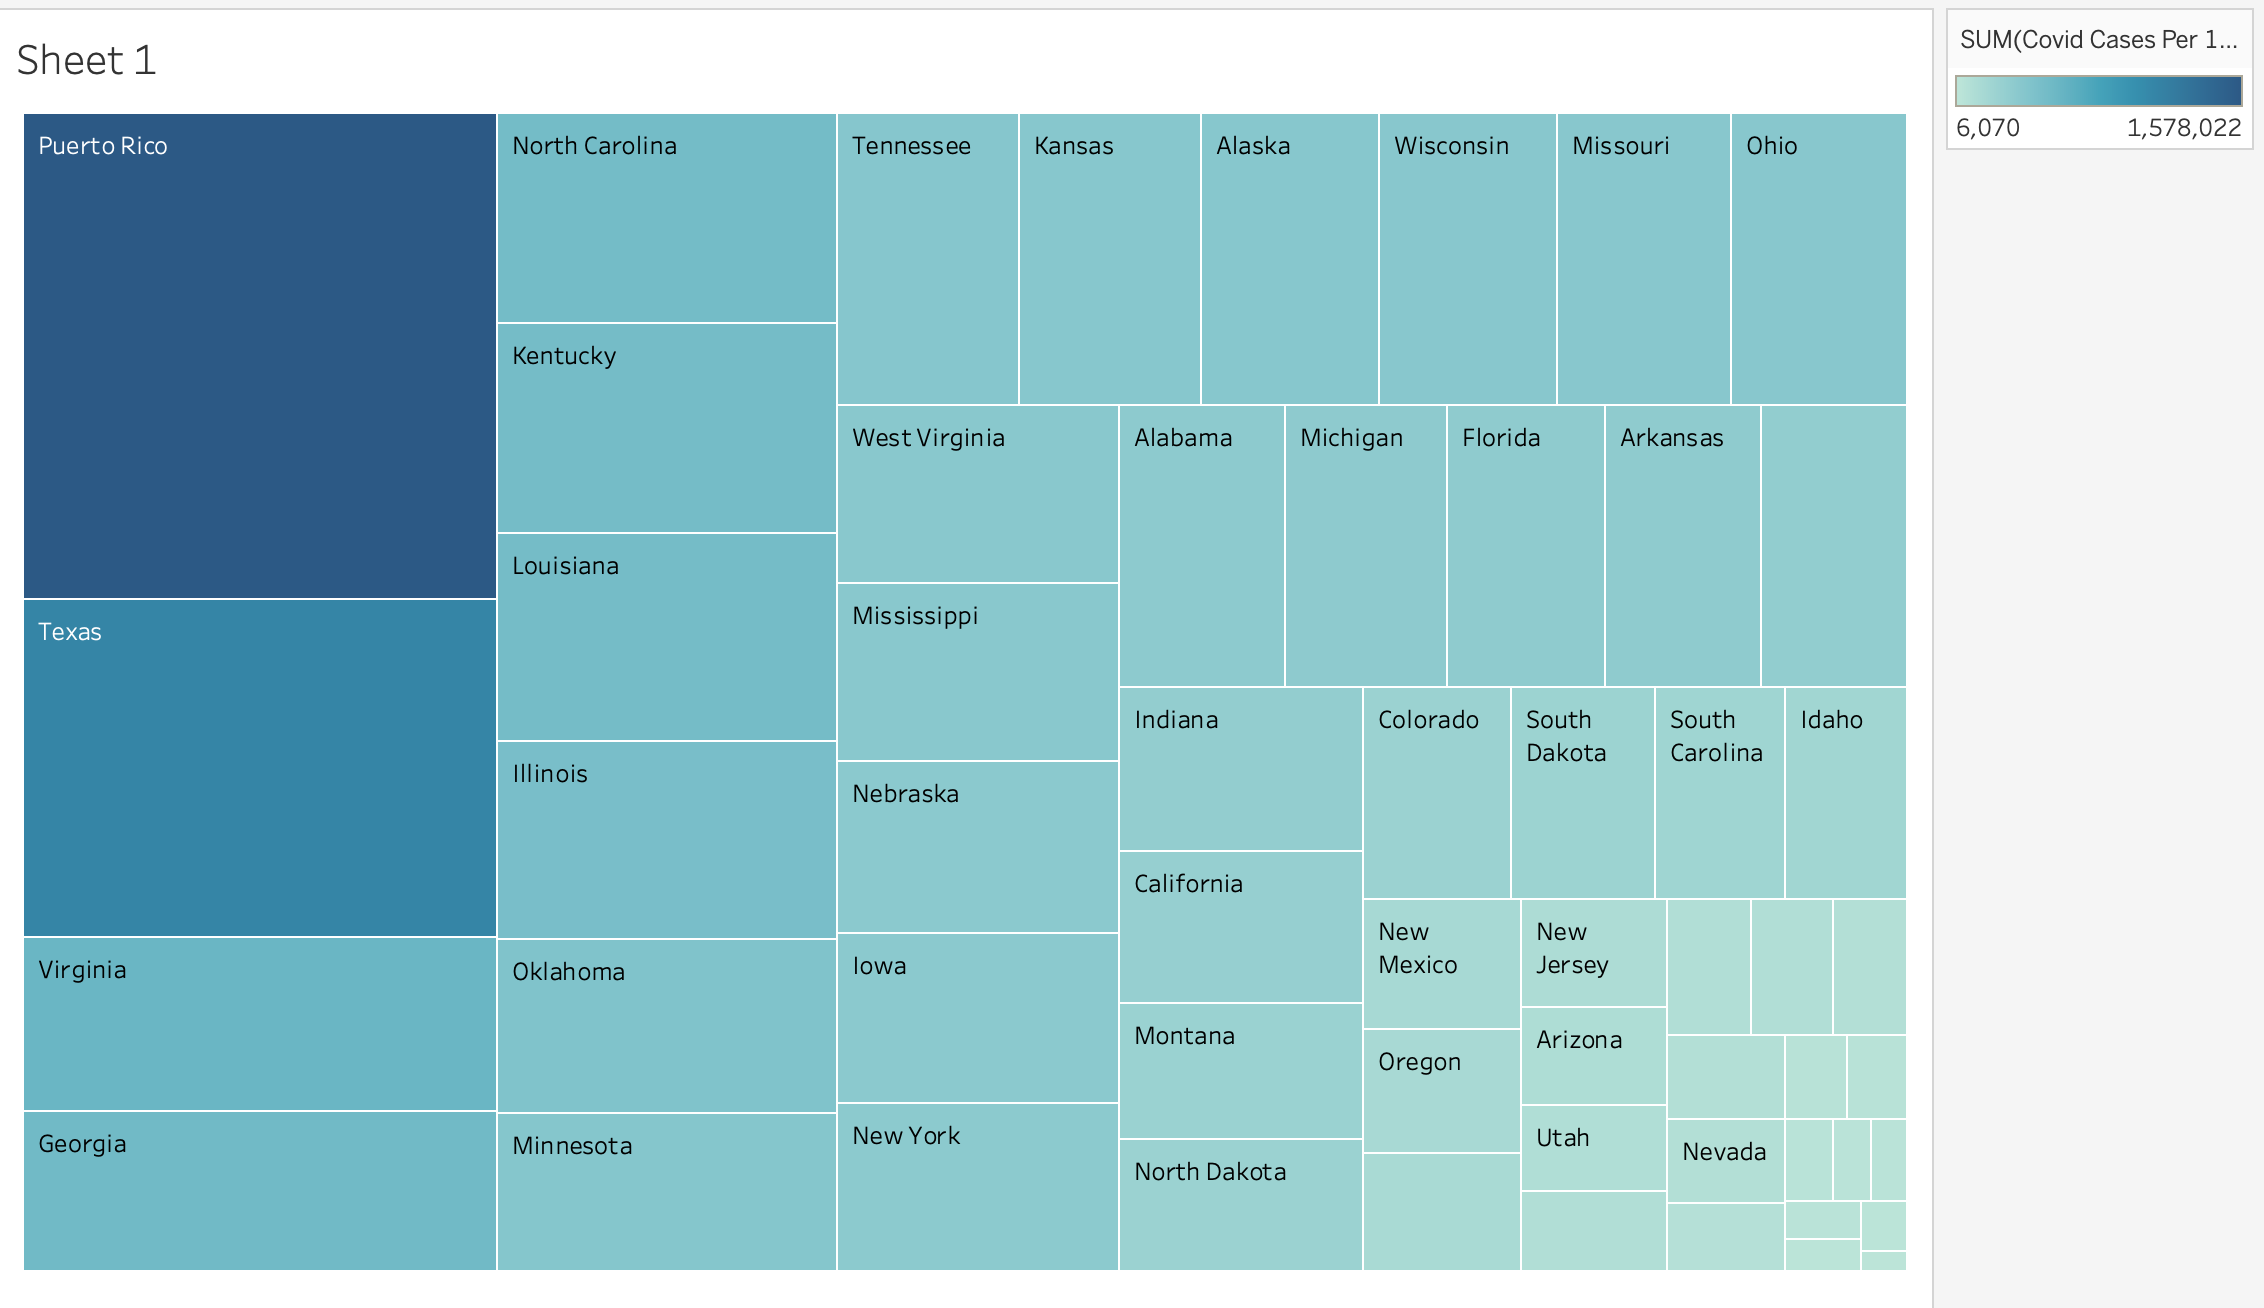 Sheet 1
SUM(Covid Cases Per 1...
6,070 1,578,022
Puerto Rico
Texas
Virginia
Georgia
North Carolina
Kentucky
Louisiana
Illinois
Oklahoma
Minnesota
Tennessee
Kansas
Alaska
Wisconsin
Missouri
Ohio
West Virginia
Mississippi
Nebraska
Iowa
New York
Alabama
Michigan
Florida
Arkansas
Indiana
California
Montana
North Dakota
Colorado
South
Dakota
South
Carolina
Idaho
New
Mexico
Oregon
New
Jersey
Arizona
Utah
Nevada